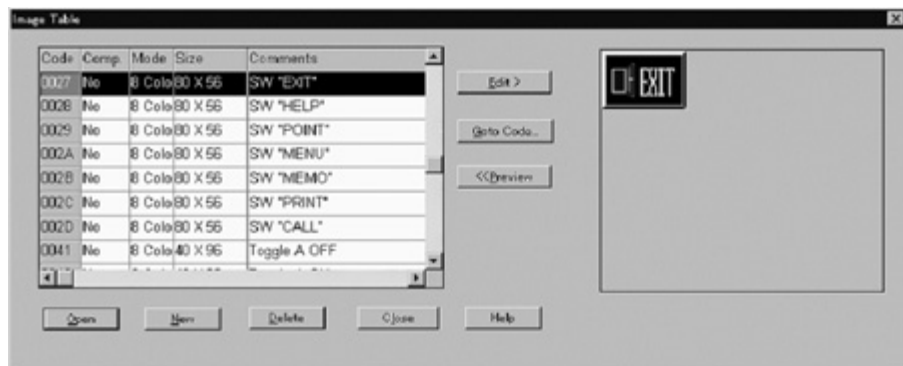 Image Table
Code Comp. Mode Size Comments
0027 No 8 Colo 80 X 56 SW "EXIT"
0028 No 8 Colo 80 X 56 SW "HELP"
0029 No 8 Colo 80 X 56 SW "POINT"
002A No 8 Colo 80 X 56 SW "MENU"
002B No 8 Colo 80 X 56 SW "MEMO"
002C No 8 Colo 80 X 56 SW "PRINT"
002D No 8 Colo 80 X 56 SW "CALL"
0041 No 8 Colo 40 X 96 Toggle A OFF
Edit >
Goto Code..
<<Preview
EXIT
Open New Delete Close Help